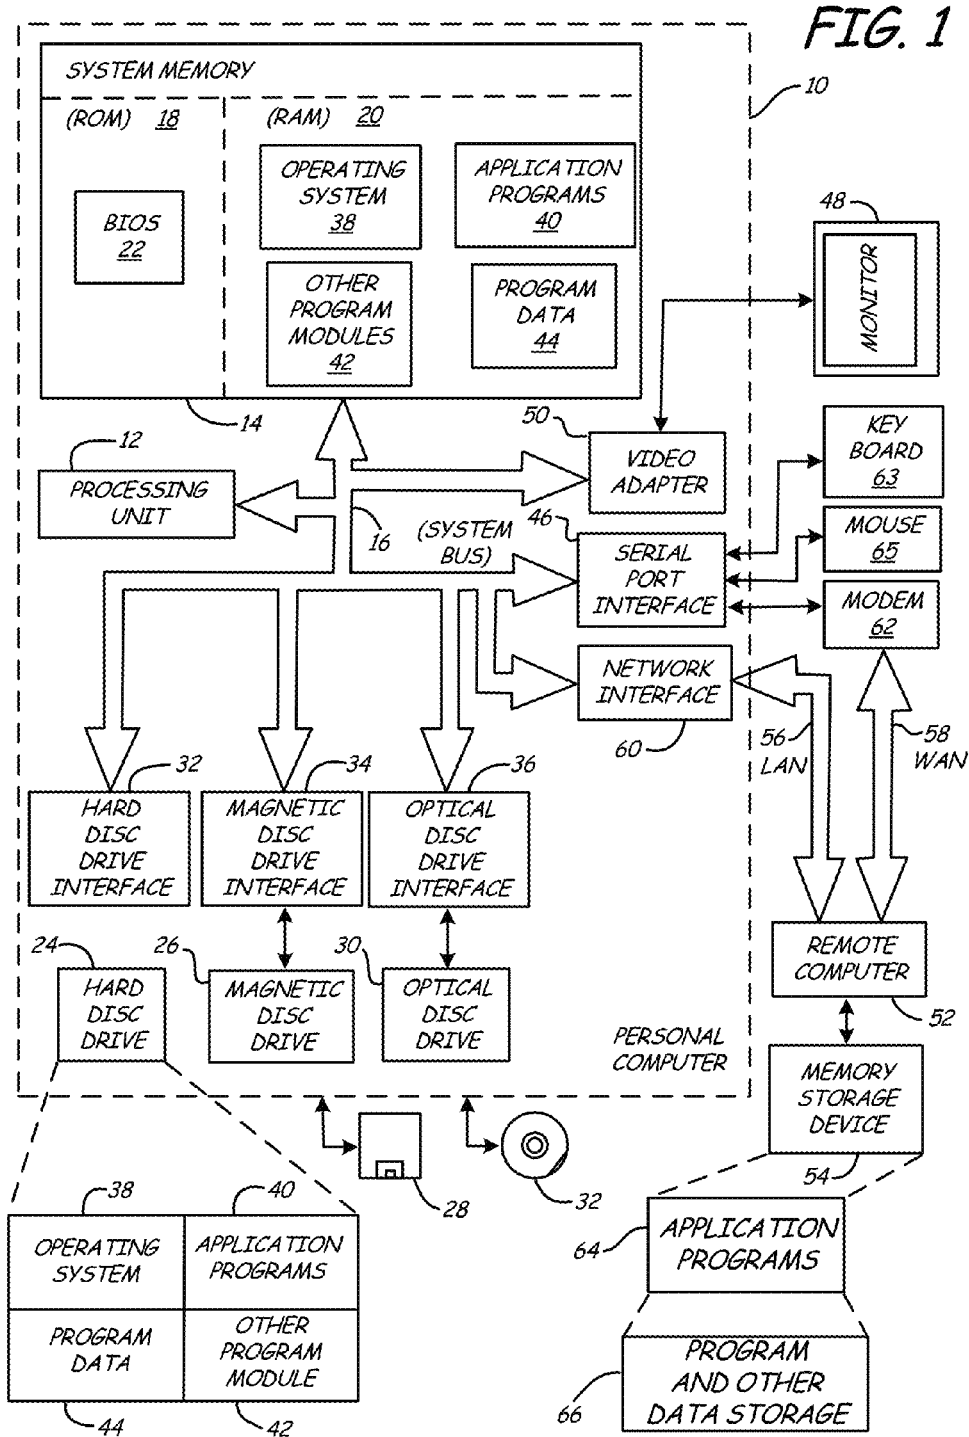 FIG. 1
SYSTEM MEMORY
10
(ROM) 18
(RAM) 20
OPERATING
SYSTEM
38
APPLICATION
PROGRAMS
40
BIOS
22
48
MONITOR
OTHER
PROGRAM
MODULES
42
PROGRAM
DATA
44
14
50
12
VIDEO
ADAPTER
KEY
BOARD
63
PROCESSING
UNIT
16
(SYSTEM
BUS)
46
SERIAL
PORT
INTERFACE
MOUSE
65
MODEM
62
NETWORK
INTERFACE
60
56
LAN
58
WAN
32
34
36
HARD
DISC
DRIVE
INTERFACE
MAGNETIC
DISC
DRIVE
INTERFACE
OPTICAL
DISC
DRIVE
INTERFACE
24
26
30
HARD
DISC
DRIVE
MAGNETIC
DISC
DRIVE
OPTICAL
DISC
DRIVE
REMOTE
COMPUTER
52
PERSONAL
COMPUTER
MEMORY
STORAGE
DEVICE
54
28
32
38
40
OPERATING
SYSTEM
APPLICATION
PROGRAMS
PROGRAM
DATA
OTHER
PROGRAM
MODULE
44
42
64
APPLICATION
PROGRAMS
66
PROGRAM
AND OTHER
DATA STORAGE